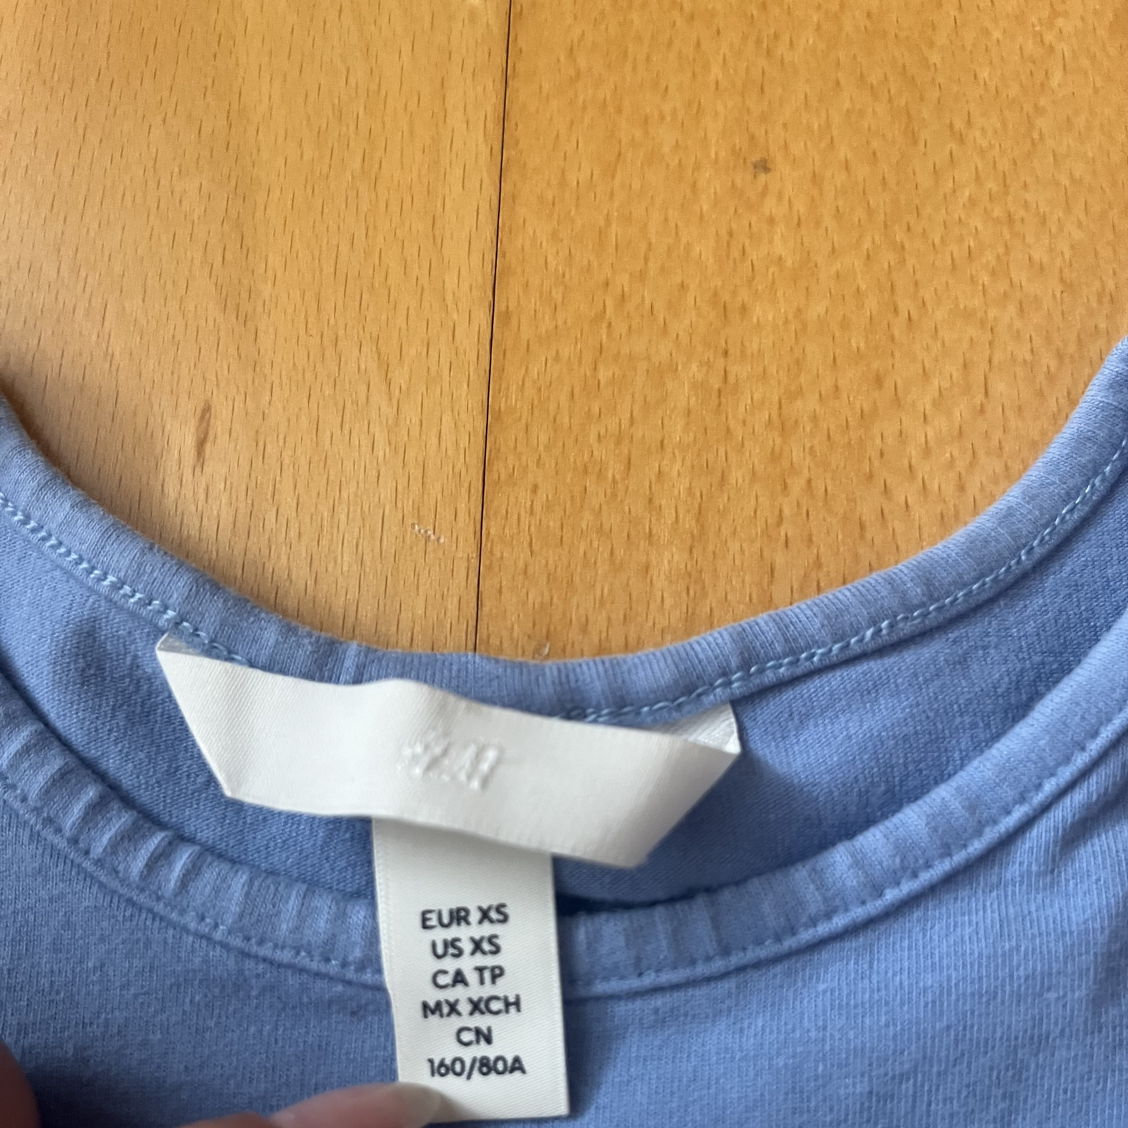 H&M
EUR XS
US XS
CA TP
MX XCH
CN
160/80A